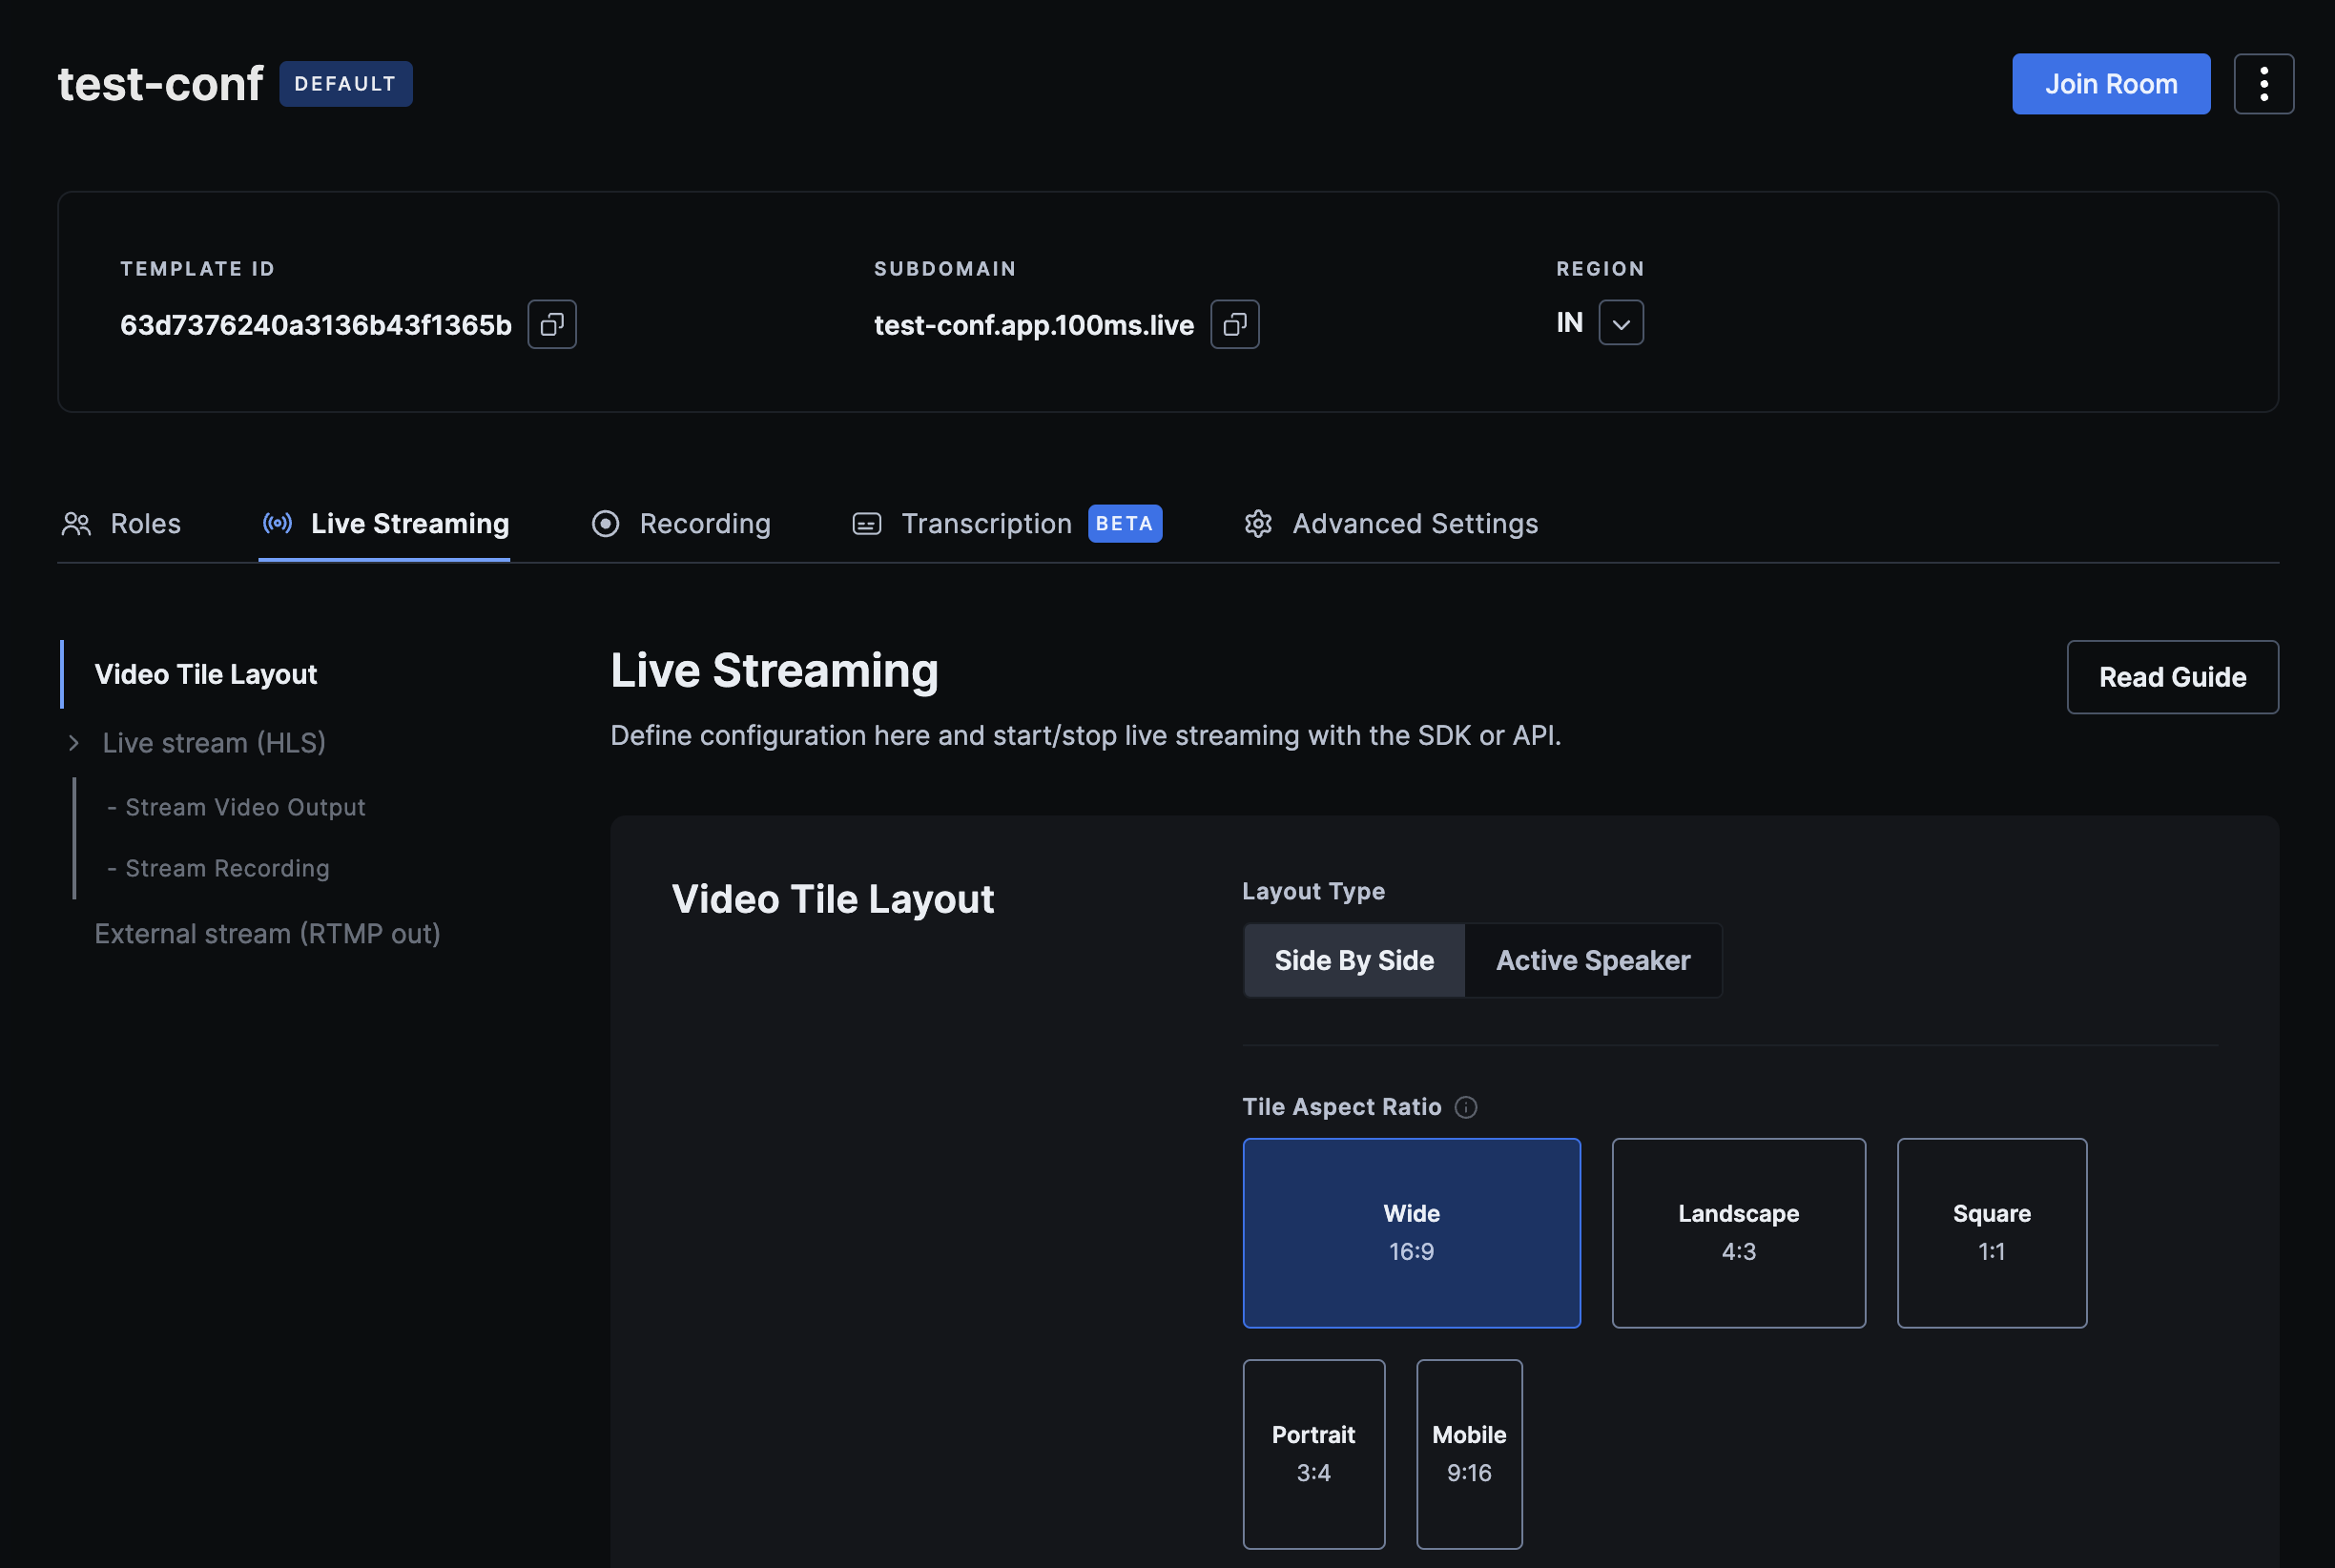 test-conf DEFAULT
Join Room
TEMPLATE ID
63d7376240a3136b43f1365b
SUBDOMAIN
test-conf.app.100ms.live
REGION
IN
Roles
Live Streaming
Recording
Transcription BETA
Advanced Settings
Video Tile Layout
Live stream (HLS)
- Stream Video Output
- Stream Recording
External stream (RTMP out)
Live Streaming
Read Guide
Define configuration here and start/stop live streaming with the SDK or API.
Video Tile Layout
Layout Type
Side By Side
Active Speaker
Tile Aspect Ratio
Wide
16:9
Landscape
4:3
Square
1:1
Portrait
3:4
Mobile
9:16